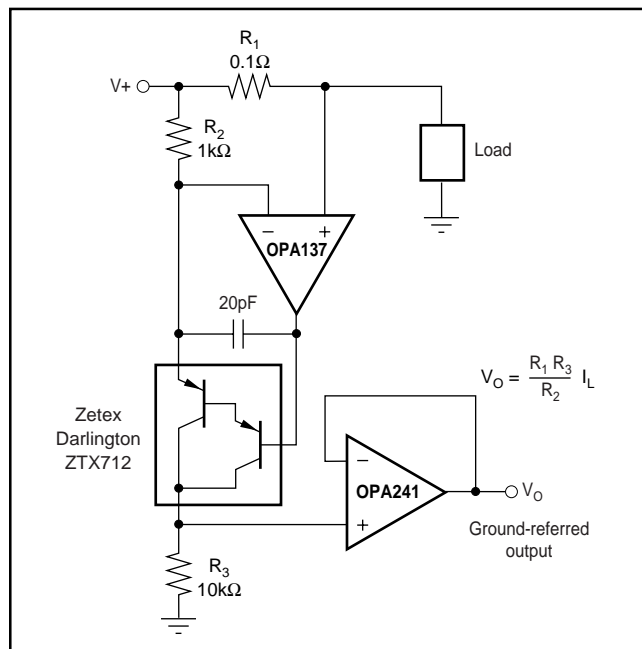 R1
0.1Ω
V+
R2
1kΩ
Load
− +
OPA137
20pF
VO = R1 R3 / R2 IL
Zetex
Darlington
ZTX712
−
OPA241
+
VO
Ground-referred
output
R3
10kΩ